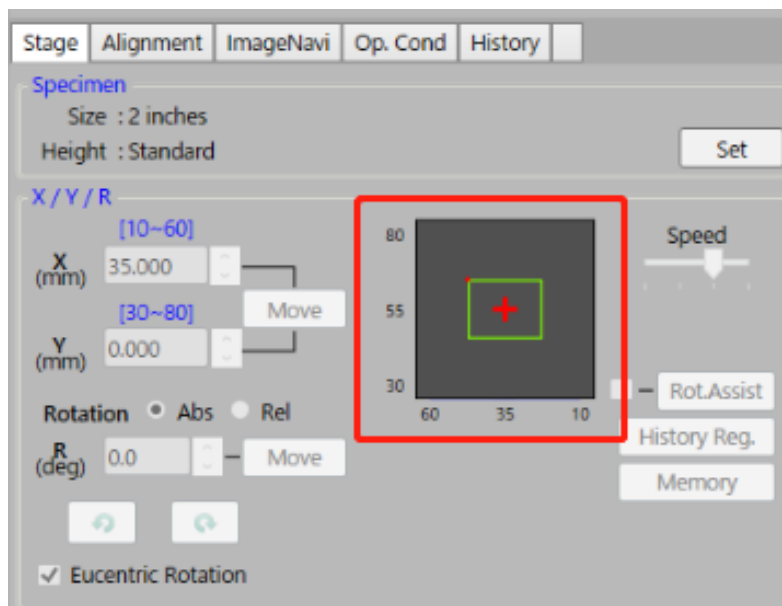 Stage Alignment ImageNavi Op. Cond History
Specimen
Size : 2 inches
Height : Standard
Set
X / Y / R
[10~60]
X (mm) 35.000
[30~80]
Y (mm) 0.000
Move
80
55
30
60 35 10
Speed
Rotation Abs Rel
R (deg) 0.0 Move
Rot.Assist
History Reg.
Memory
Eucentric Rotation